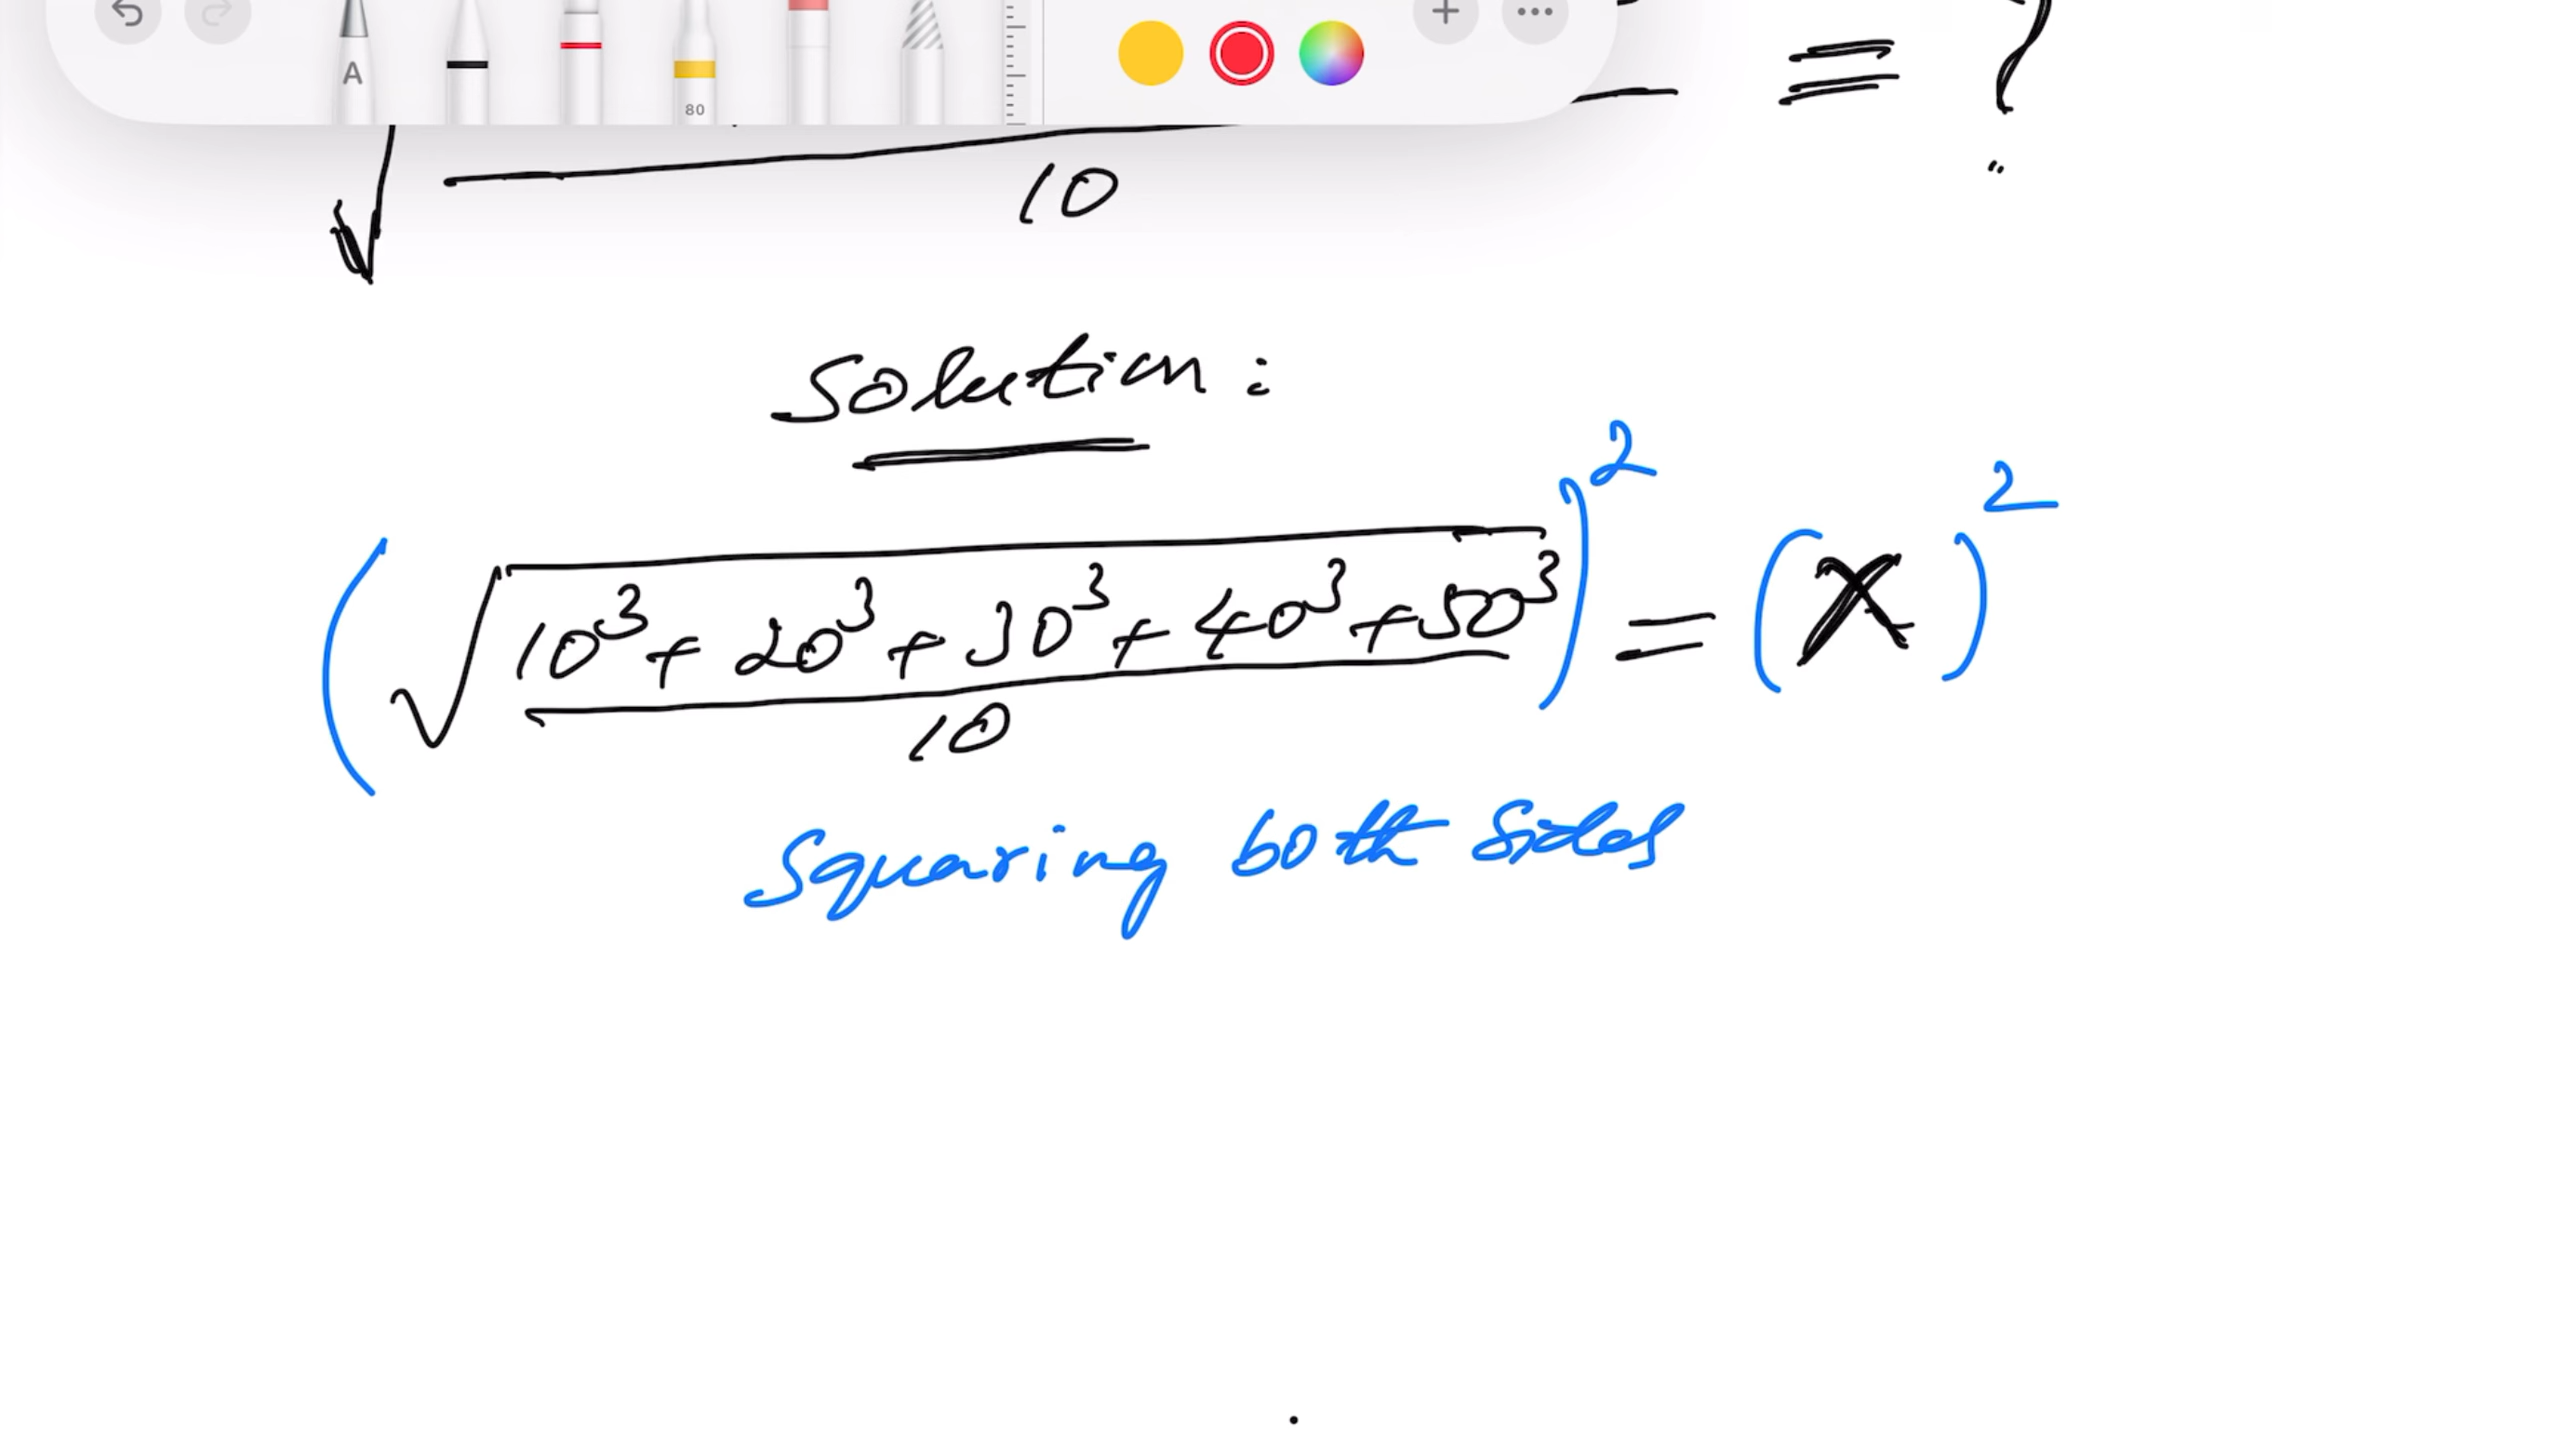 A
80
= ?
√ 10
Solution:
(√(10³ + 20³ + 30³ + 40³ + 50³)/10)² = (x)²
Squaring both sides